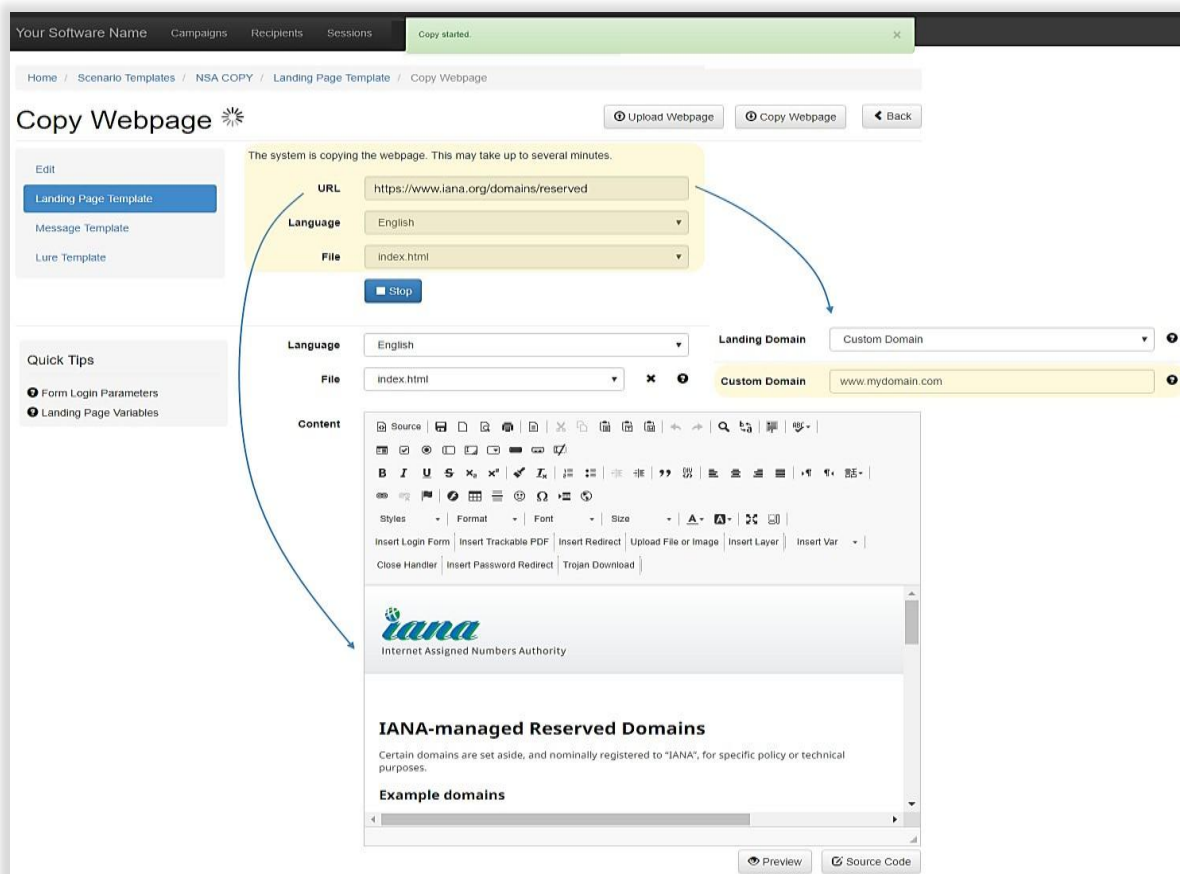 Your Software Name Campaigns Recipients Sessions Copy started. ×
Home / Scenario Templates / NSA COPY / Landing Page Template / Copy Webpage
Copy Webpage
Upload Webpage Copy Webpage Back
Edit
Landing Page Template
Message Template
Lure Template
The system is copying the webpage. This may take up to several minutes.
URL https://www.iana.org/domains/reserved
Language English
File index.html
Stop
Quick Tips
Form Login Parameters
Landing Page Variables
Language English
File index.html
Landing Domain Custom Domain
Custom Domain www.mydomain.com
Content
Source
B I U S x₂ x² Tx
Styles Format Font Size A A
Insert Login Form Insert Trackable PDF Insert Redirect Upload File or Image Insert Layer Insert Var
Close Handler Insert Password Redirect Trojan Download
iana
Internet Assigned Numbers Authority
IANA-managed Reserved Domains
Certain domains are set aside, and nominally registered to “IANA”, for specific policy or technical
purposes.
Example domains
Preview Source Code